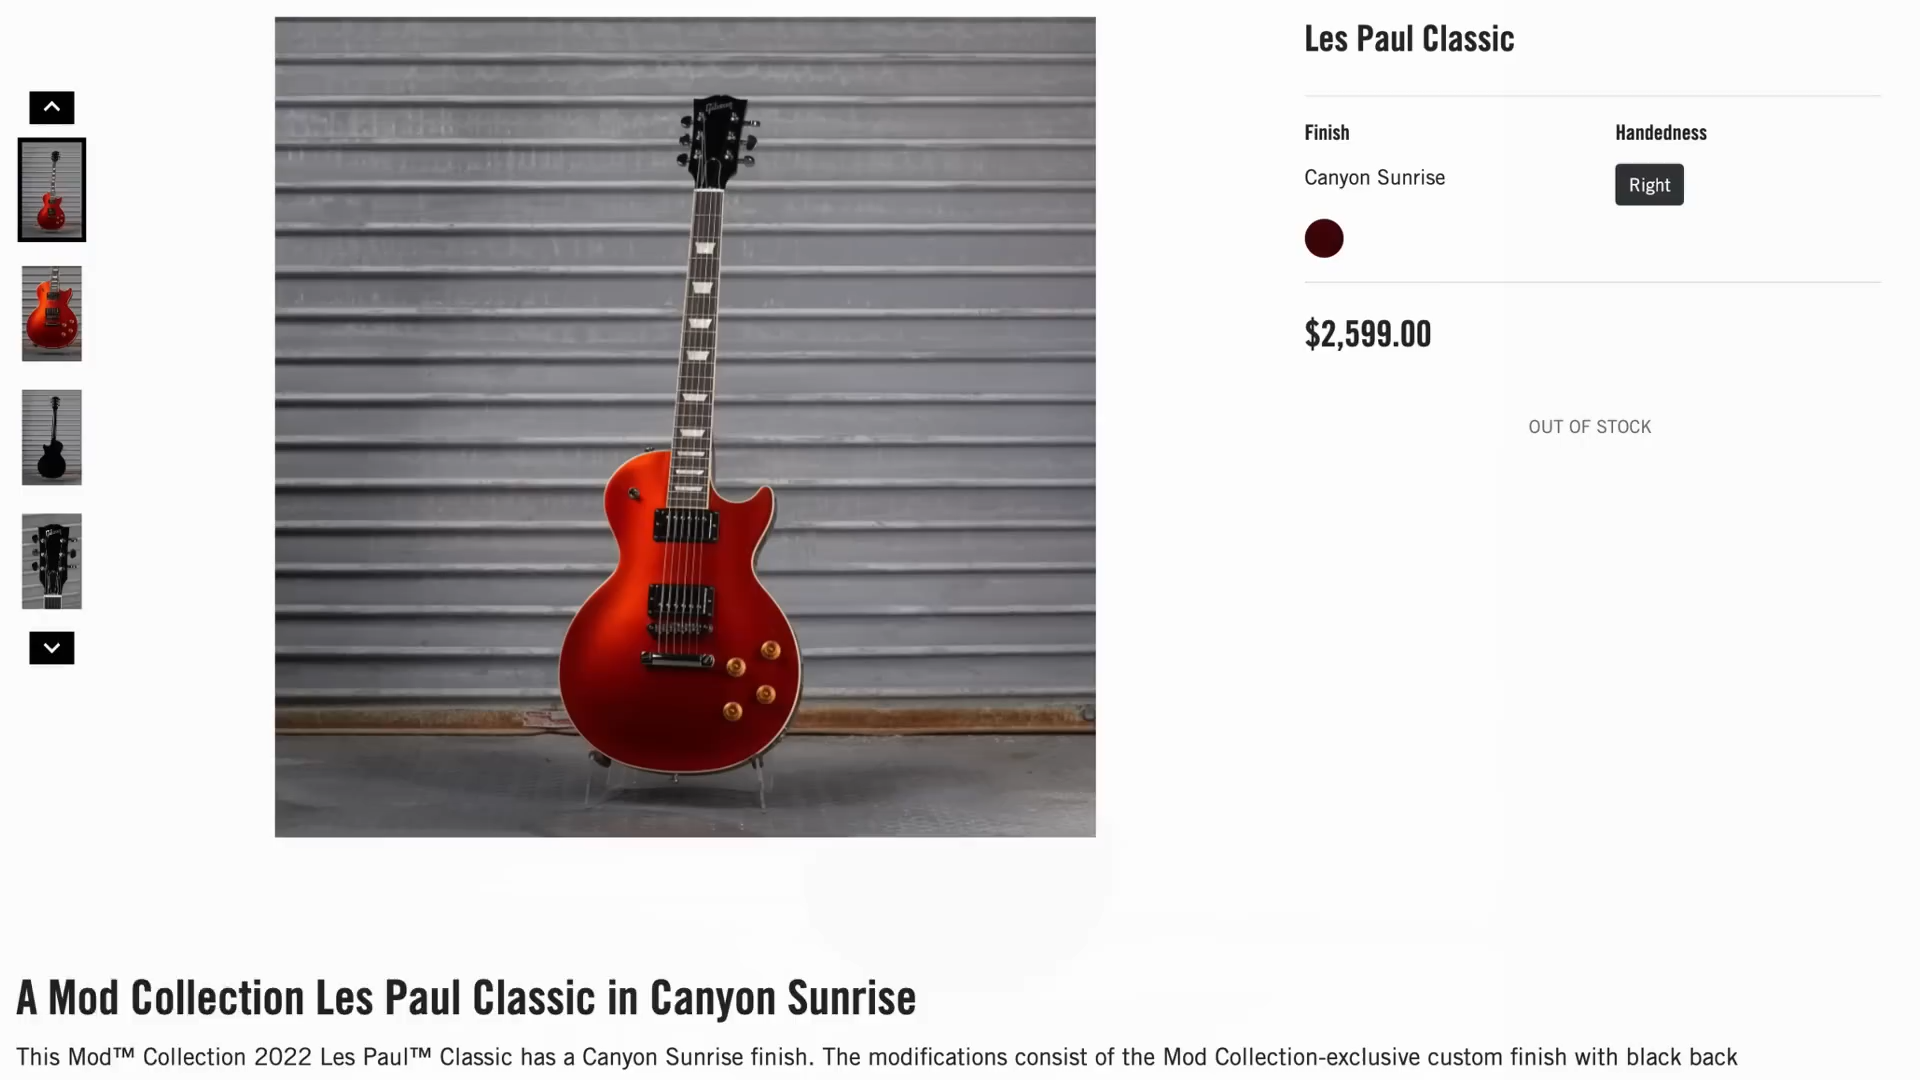 Les Paul Classic
Finish
Handedness
Canyon Sunrise
Right
$2,599.00
OUT OF STOCK
Gibson
A Mod Collection Les Paul Classic in Canyon Sunrise
This Mod™ Collection 2022 Les Paul™ Classic has a Canyon Sunrise finish. The modifications consist of the Mod Collection-exclusive custom finish with black back